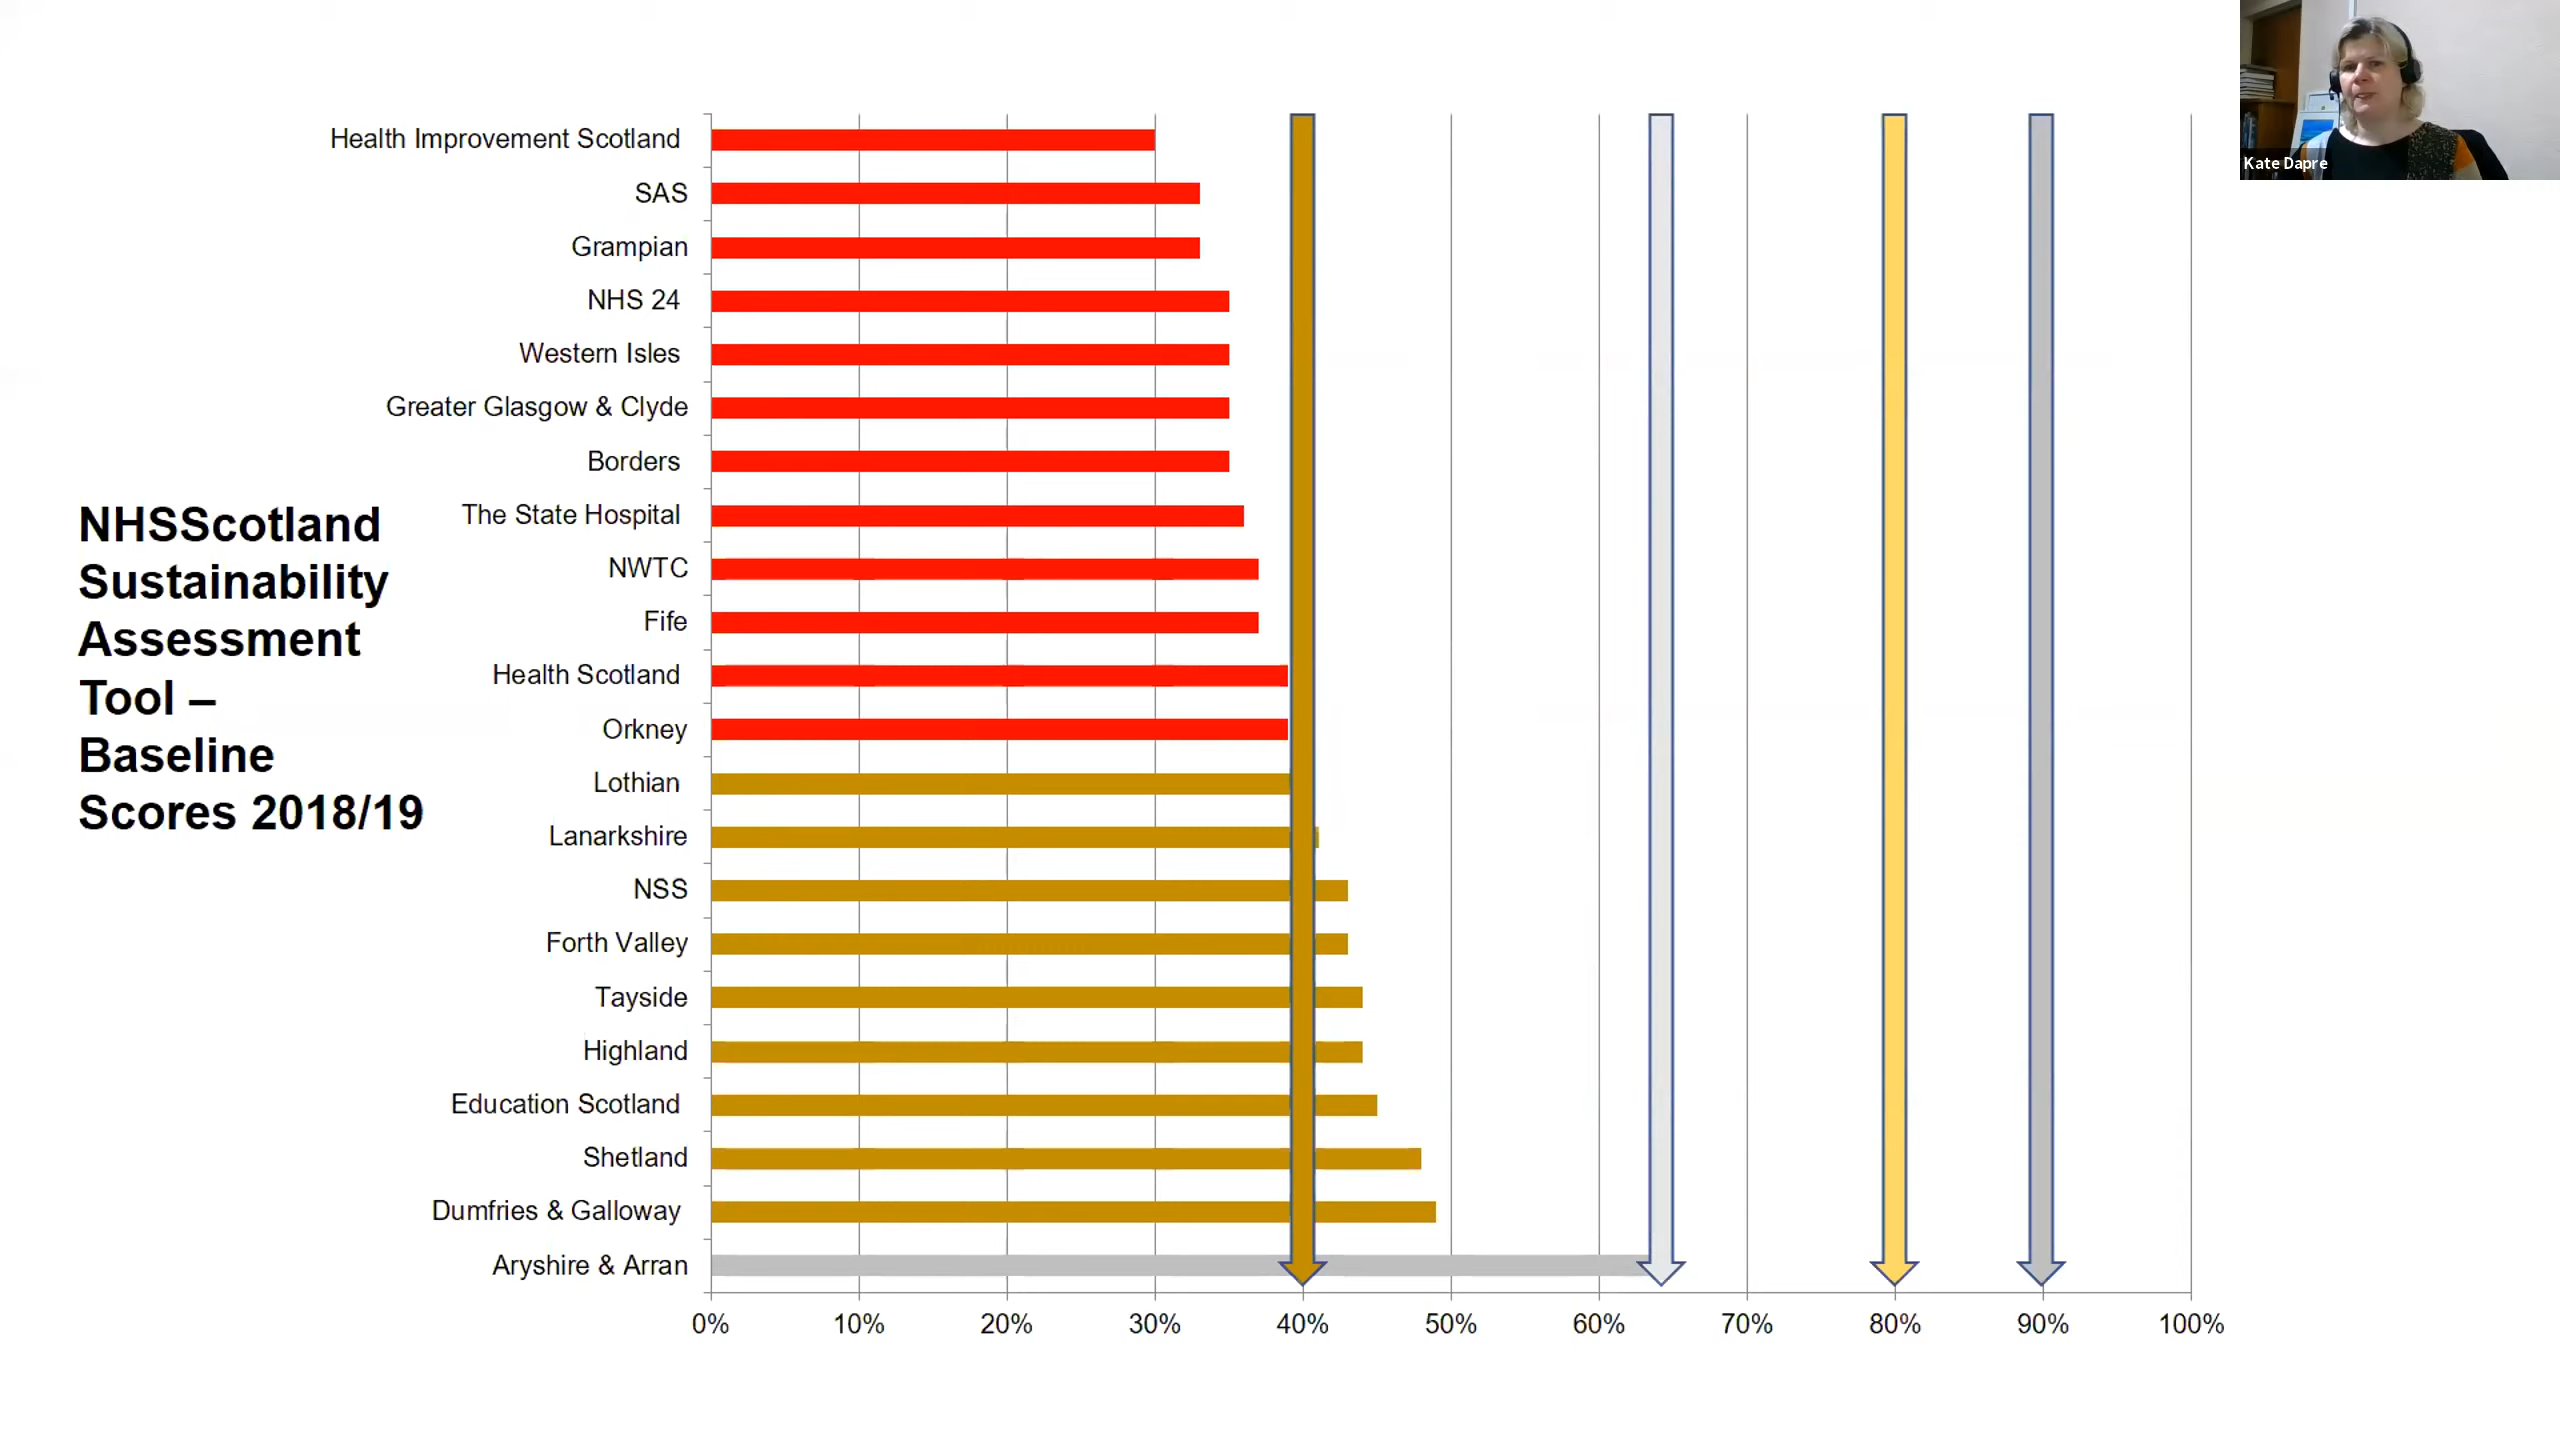 Kate Dapre
NHSScotland
Sustainability
Assessment
Tool –
Baseline
Scores 2018/19
Health Improvement Scotland
SAS
Grampian
NHS 24
Western Isles
Greater Glasgow & Clyde
Borders
The State Hospital
NWTC
Fife
Health Scotland
Orkney
Lothian
Lanarkshire
NSS
Forth Valley
Tayside
Highland
Education Scotland
Shetland
Dumfries & Galloway
Aryshire & Arran
0% 10% 20% 30% 40% 50% 60% 70% 80% 90% 100%